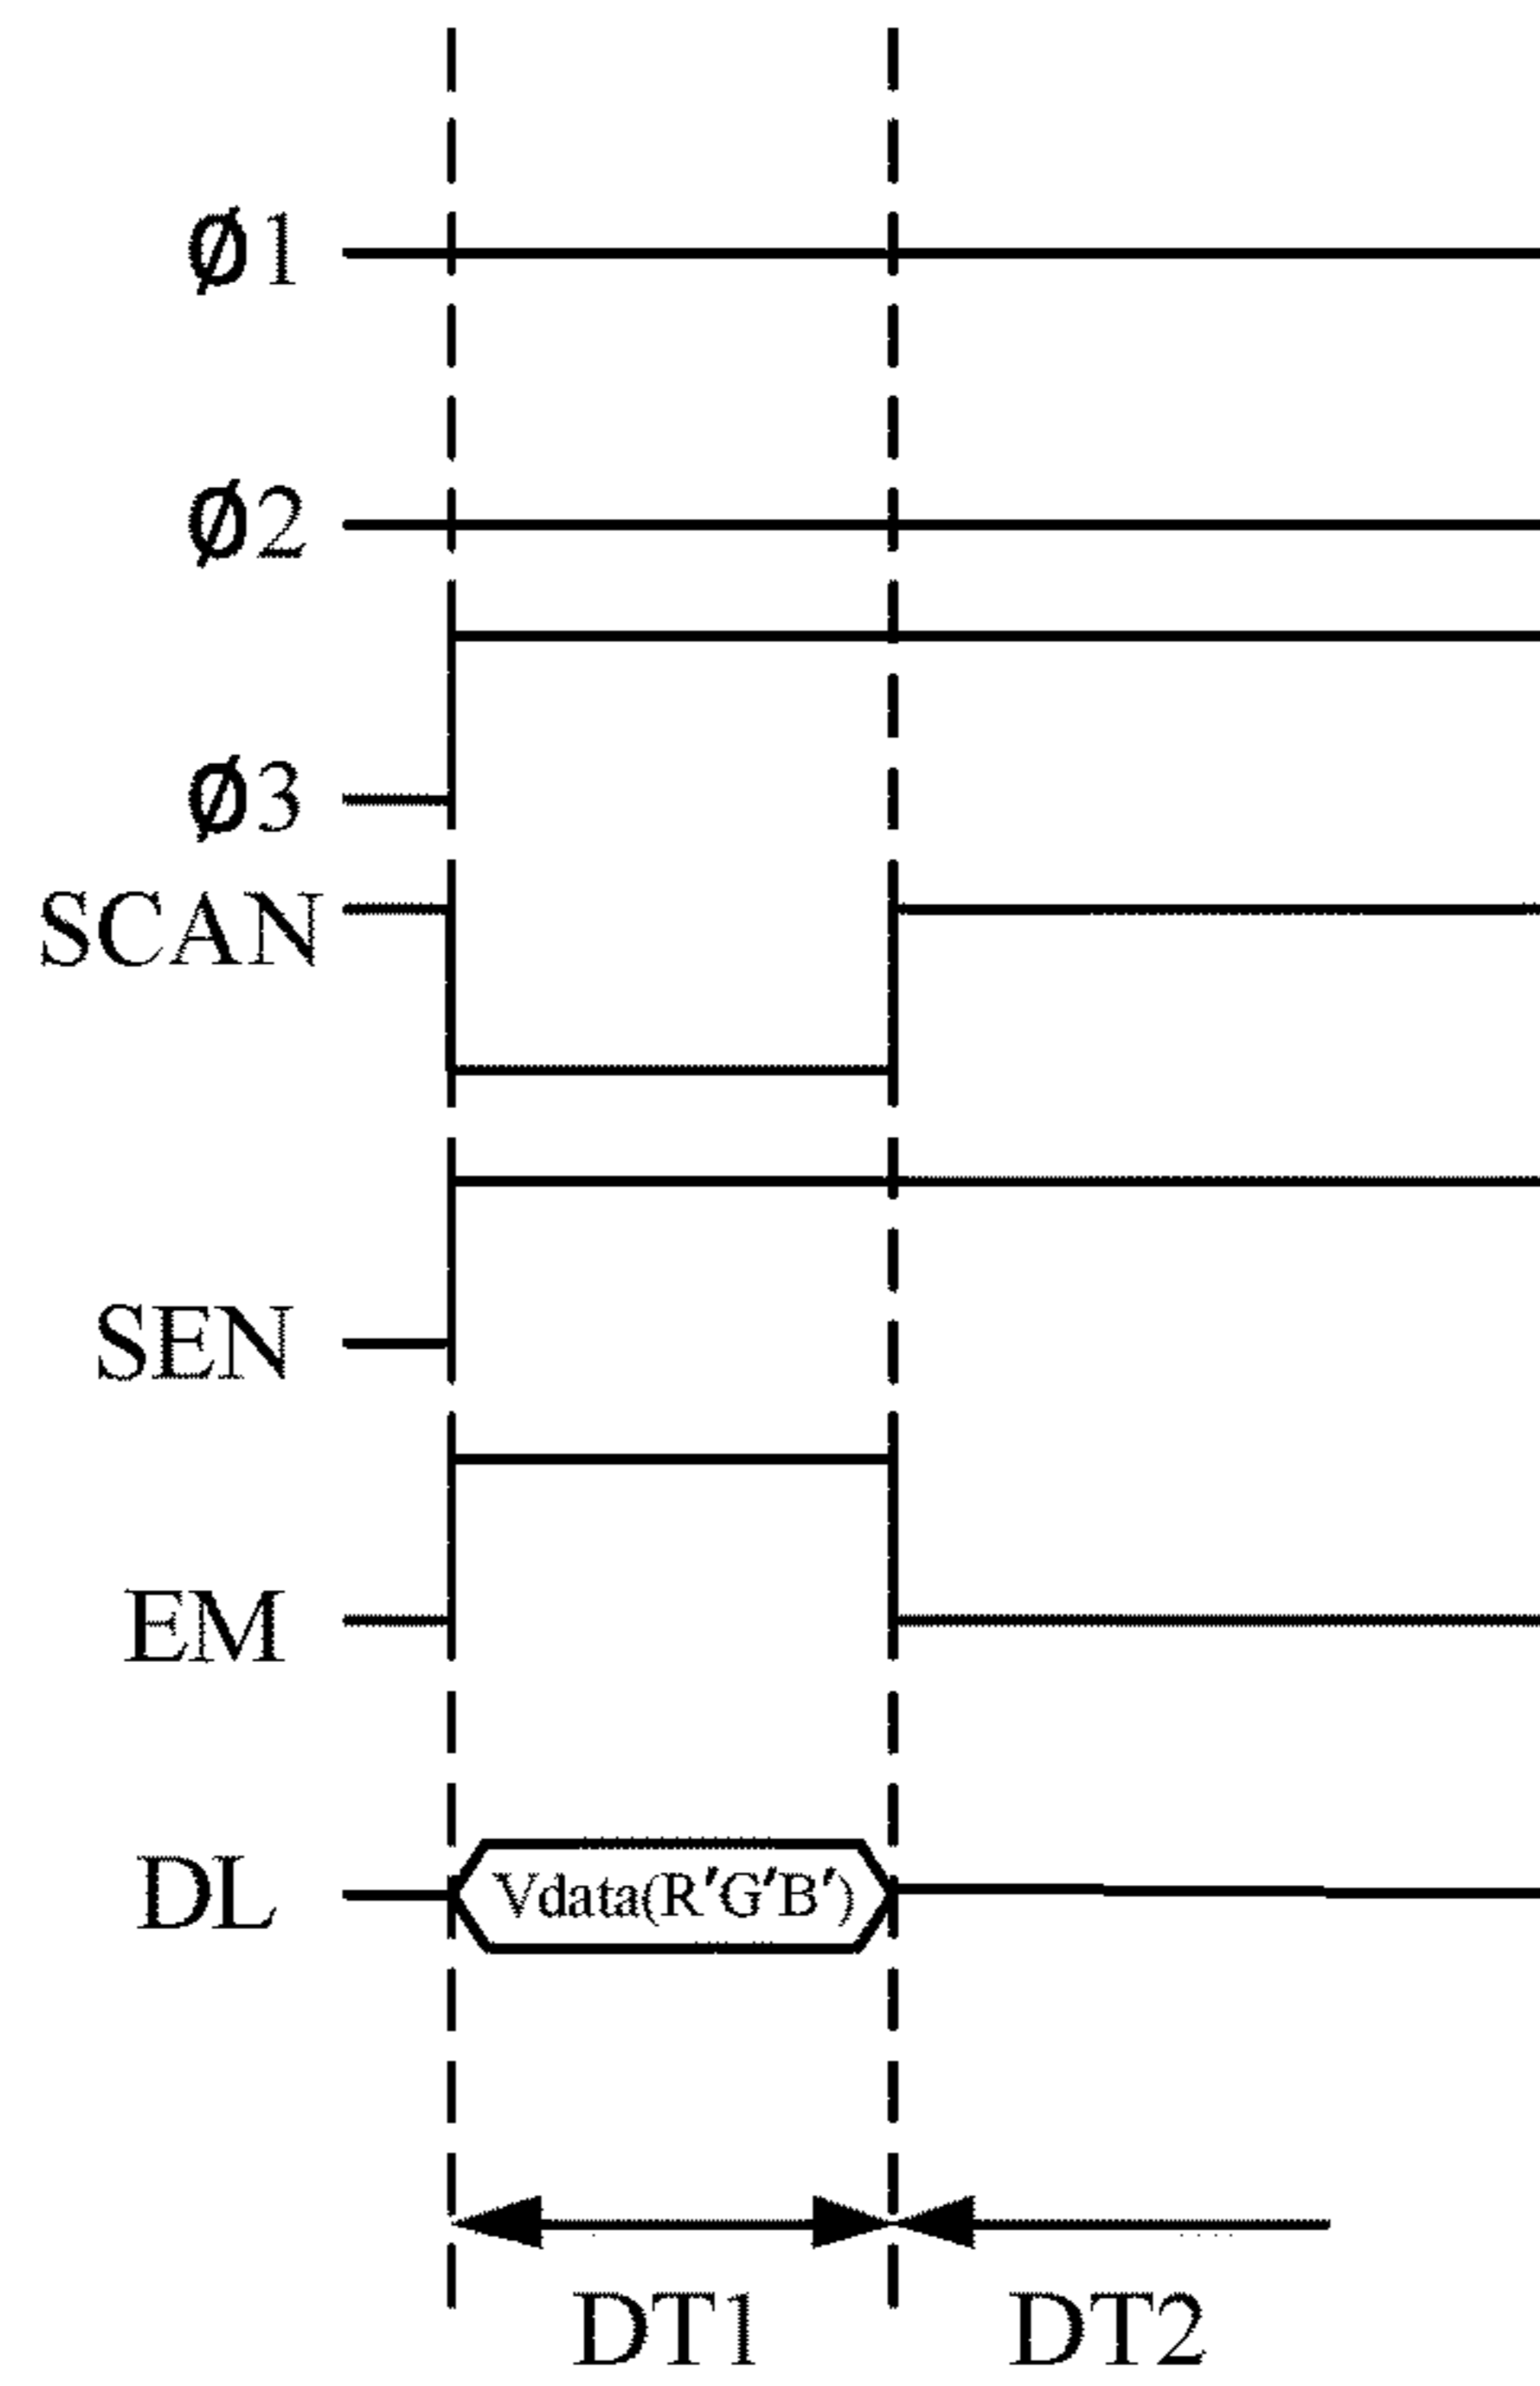 Ø1
Ø2
Ø3
SCAN
SEN
EM
DL Vdata(R′G′B′)
DT1 DT2